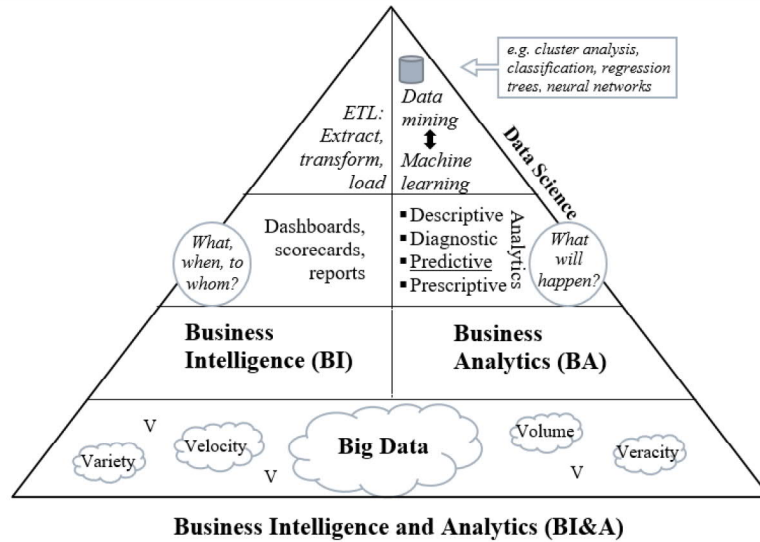 e.g. cluster analysis,
classification, regression
trees, neural networks
ETL:
Extract,
transform,
load
Data
mining
Machine
learning
Data Science
What,
when, to
whom?
Dashboards,
scorecards,
reports
▪ Descriptive
▪ Diagnostic
▪ Predictive
▪ Prescriptive
Analytics
What
will
happen?
Business
Intelligence (BI)
Business
Analytics (BA)
V
Variety
Velocity
V
Big Data
Volume
V
Veracity
Business Intelligence and Analytics (BI&A)